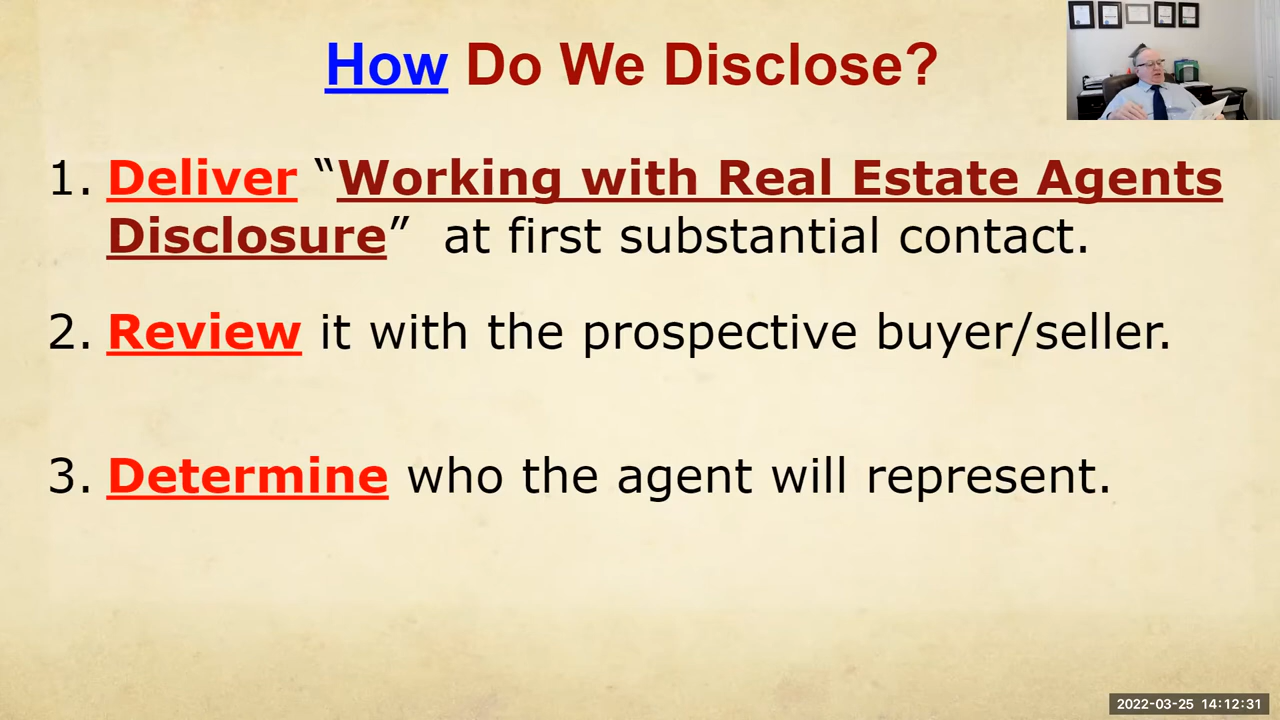 How Do We Disclose?
1. Deliver “Working with Real Estate Agents
Disclosure” at first substantial contact.
2. Review it with the prospective buyer/seller.
3. Determine who the agent will represent.
2022-03-25 14:12:31